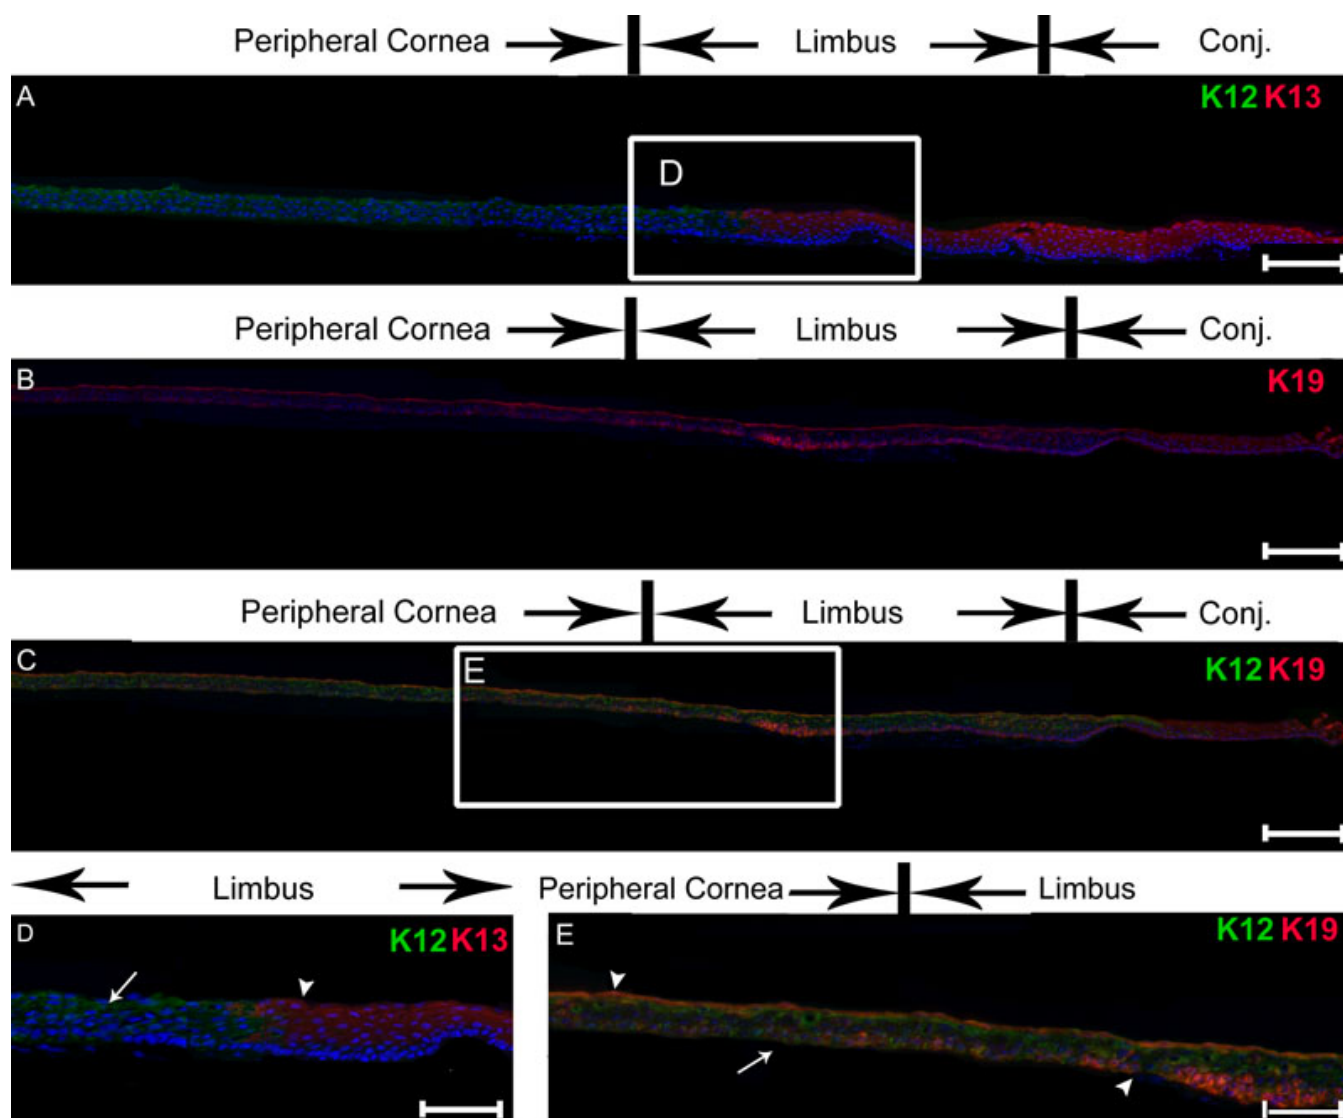 Peripheral Cornea Limbus Conj.
A K12 K13
D
Peripheral Cornea Limbus Conj.
B K19
Peripheral Cornea Limbus Conj.
C K12 K19
E
Limbus
D K12 K13
Peripheral Cornea Limbus
E K12 K19